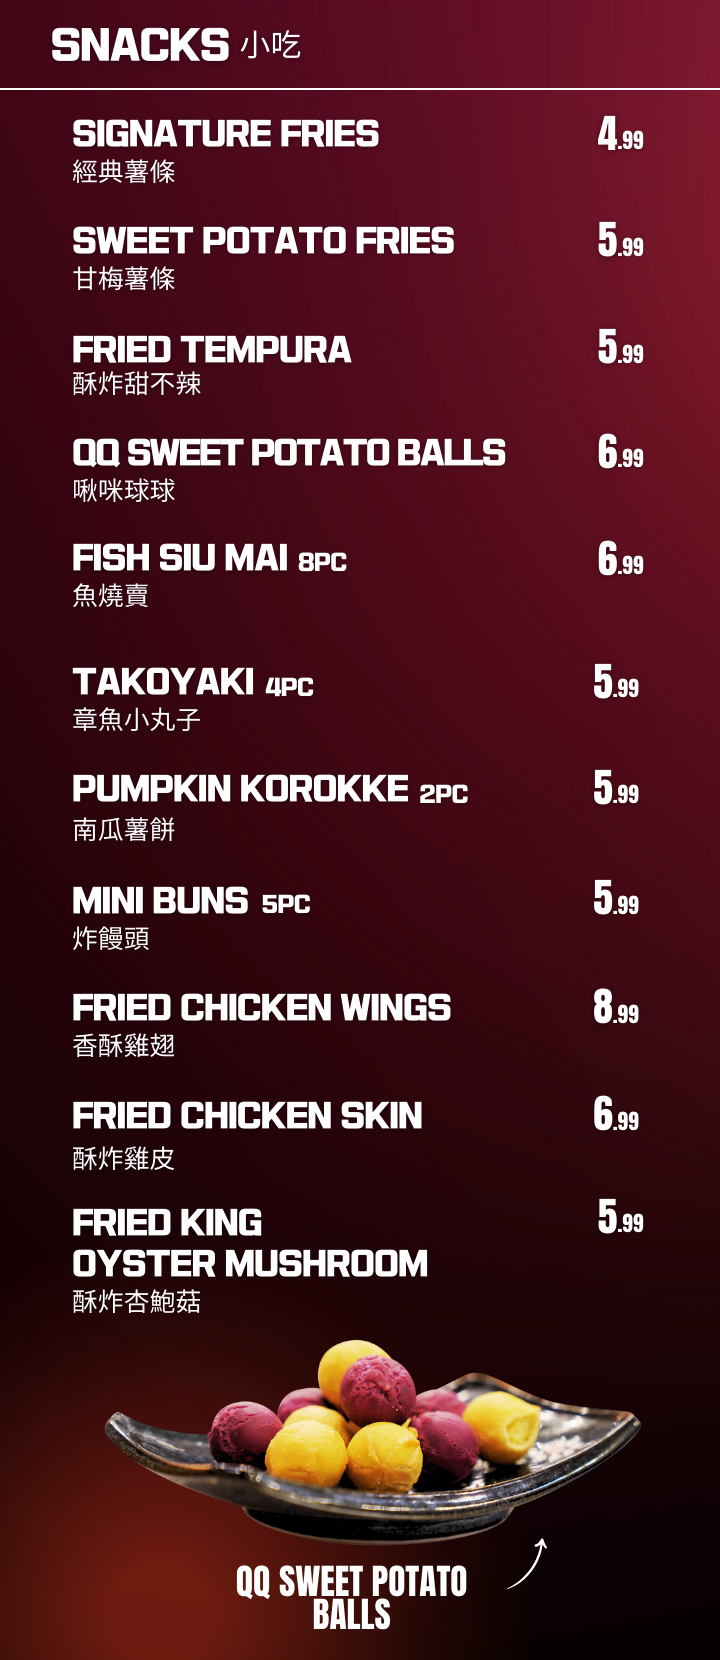 SNACKS 小吃
SIGNATURE FRIES 4.99
經典薯條
SWEET POTATO FRIES 5.99
甘梅薯條
FRIED TEMPURA 5.99
酥炸甜不辣
QQ SWEET POTATO BALLS 6.99
啾咪球球
FISH SIU MAI 8PC 6.99
魚燒賣
TAKOYAKI 4PC 5.99
章魚小丸子
PUMPKIN KOROKKE 2PC 5.99
南瓜薯餅
MINI BUNS 5PC 5.99
炸饅頭
FRIED CHICKEN WINGS 8.99
香酥雞翅
FRIED CHICKEN SKIN 6.99
酥炸雞皮
FRIED KING 5.99
OYSTER MUSHROOM
酥炸杏鮑菇
QQ SWEET POTATO
BALLS